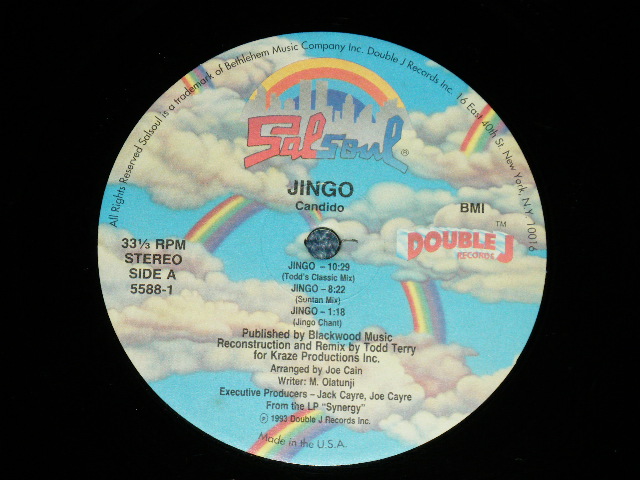 All Rights Reserved Salsoul is a trademark of Bethlehem Music Company Inc. Double J Records Inc. 16 East 40th St. New York, N.Y. 10016
Salsoul®
JINGO
Candido
BMI
33⅓ RPM
STEREO
SIDE A
5588-1
DOUBLE J™
RECORDS
JINGO – 10:29
(Todd's Classic Mix)
JINGO – 8:22
(Suntan Mix)
JINGO – 1:18
(Jingo Chant)
Published by Blackwood Music
Reconstruction and Remix by Todd Terry
for Kraze Productions Inc.
Arranged by Joe Cain
Writer: M. Olatunji
Executive Producers – Jack Cayre, Joe Cayre
From the LP "Synergy"
℗ 1993 Double J Records Inc.
Made in the U.S.A.